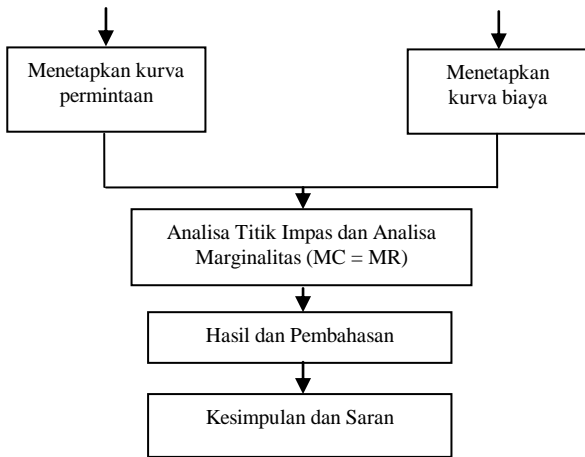 Menetapkan kurva
permintaan
Menetapkan
kurva biaya
Analisa Titik Impas dan Analisa
Marginalitas (MC = MR)
Hasil dan Pembahasan
Kesimpulan dan Saran